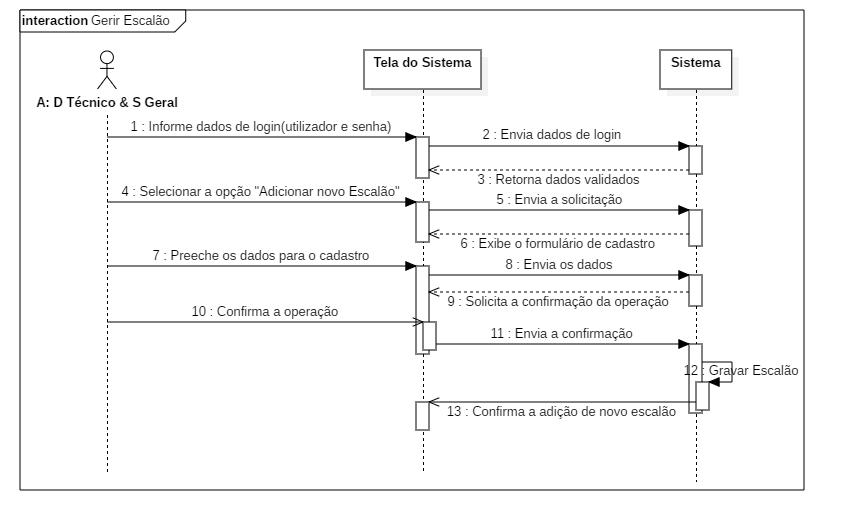 interaction Gerir Escalão
Tela do Sistema
Sistema
A: D Técnico & S Geral
1 : Informe dados de login(utilizador e senha)
2 : Envia dados de login
3 : Retorna dados validados
4 : Selecionar a opção "Adicionar novo Escalão"
5 : Envia a solicitação
6 : Exibe o formulário de cadastro
7 : Preeche os dados para o cadastro
8 : Envia os dados
9 : Solicita a confirmação da operação
10 : Confirma a operação
11 : Envia a confirmação
12 : Gravar Escalão
13 : Confirma a adição de novo escalão